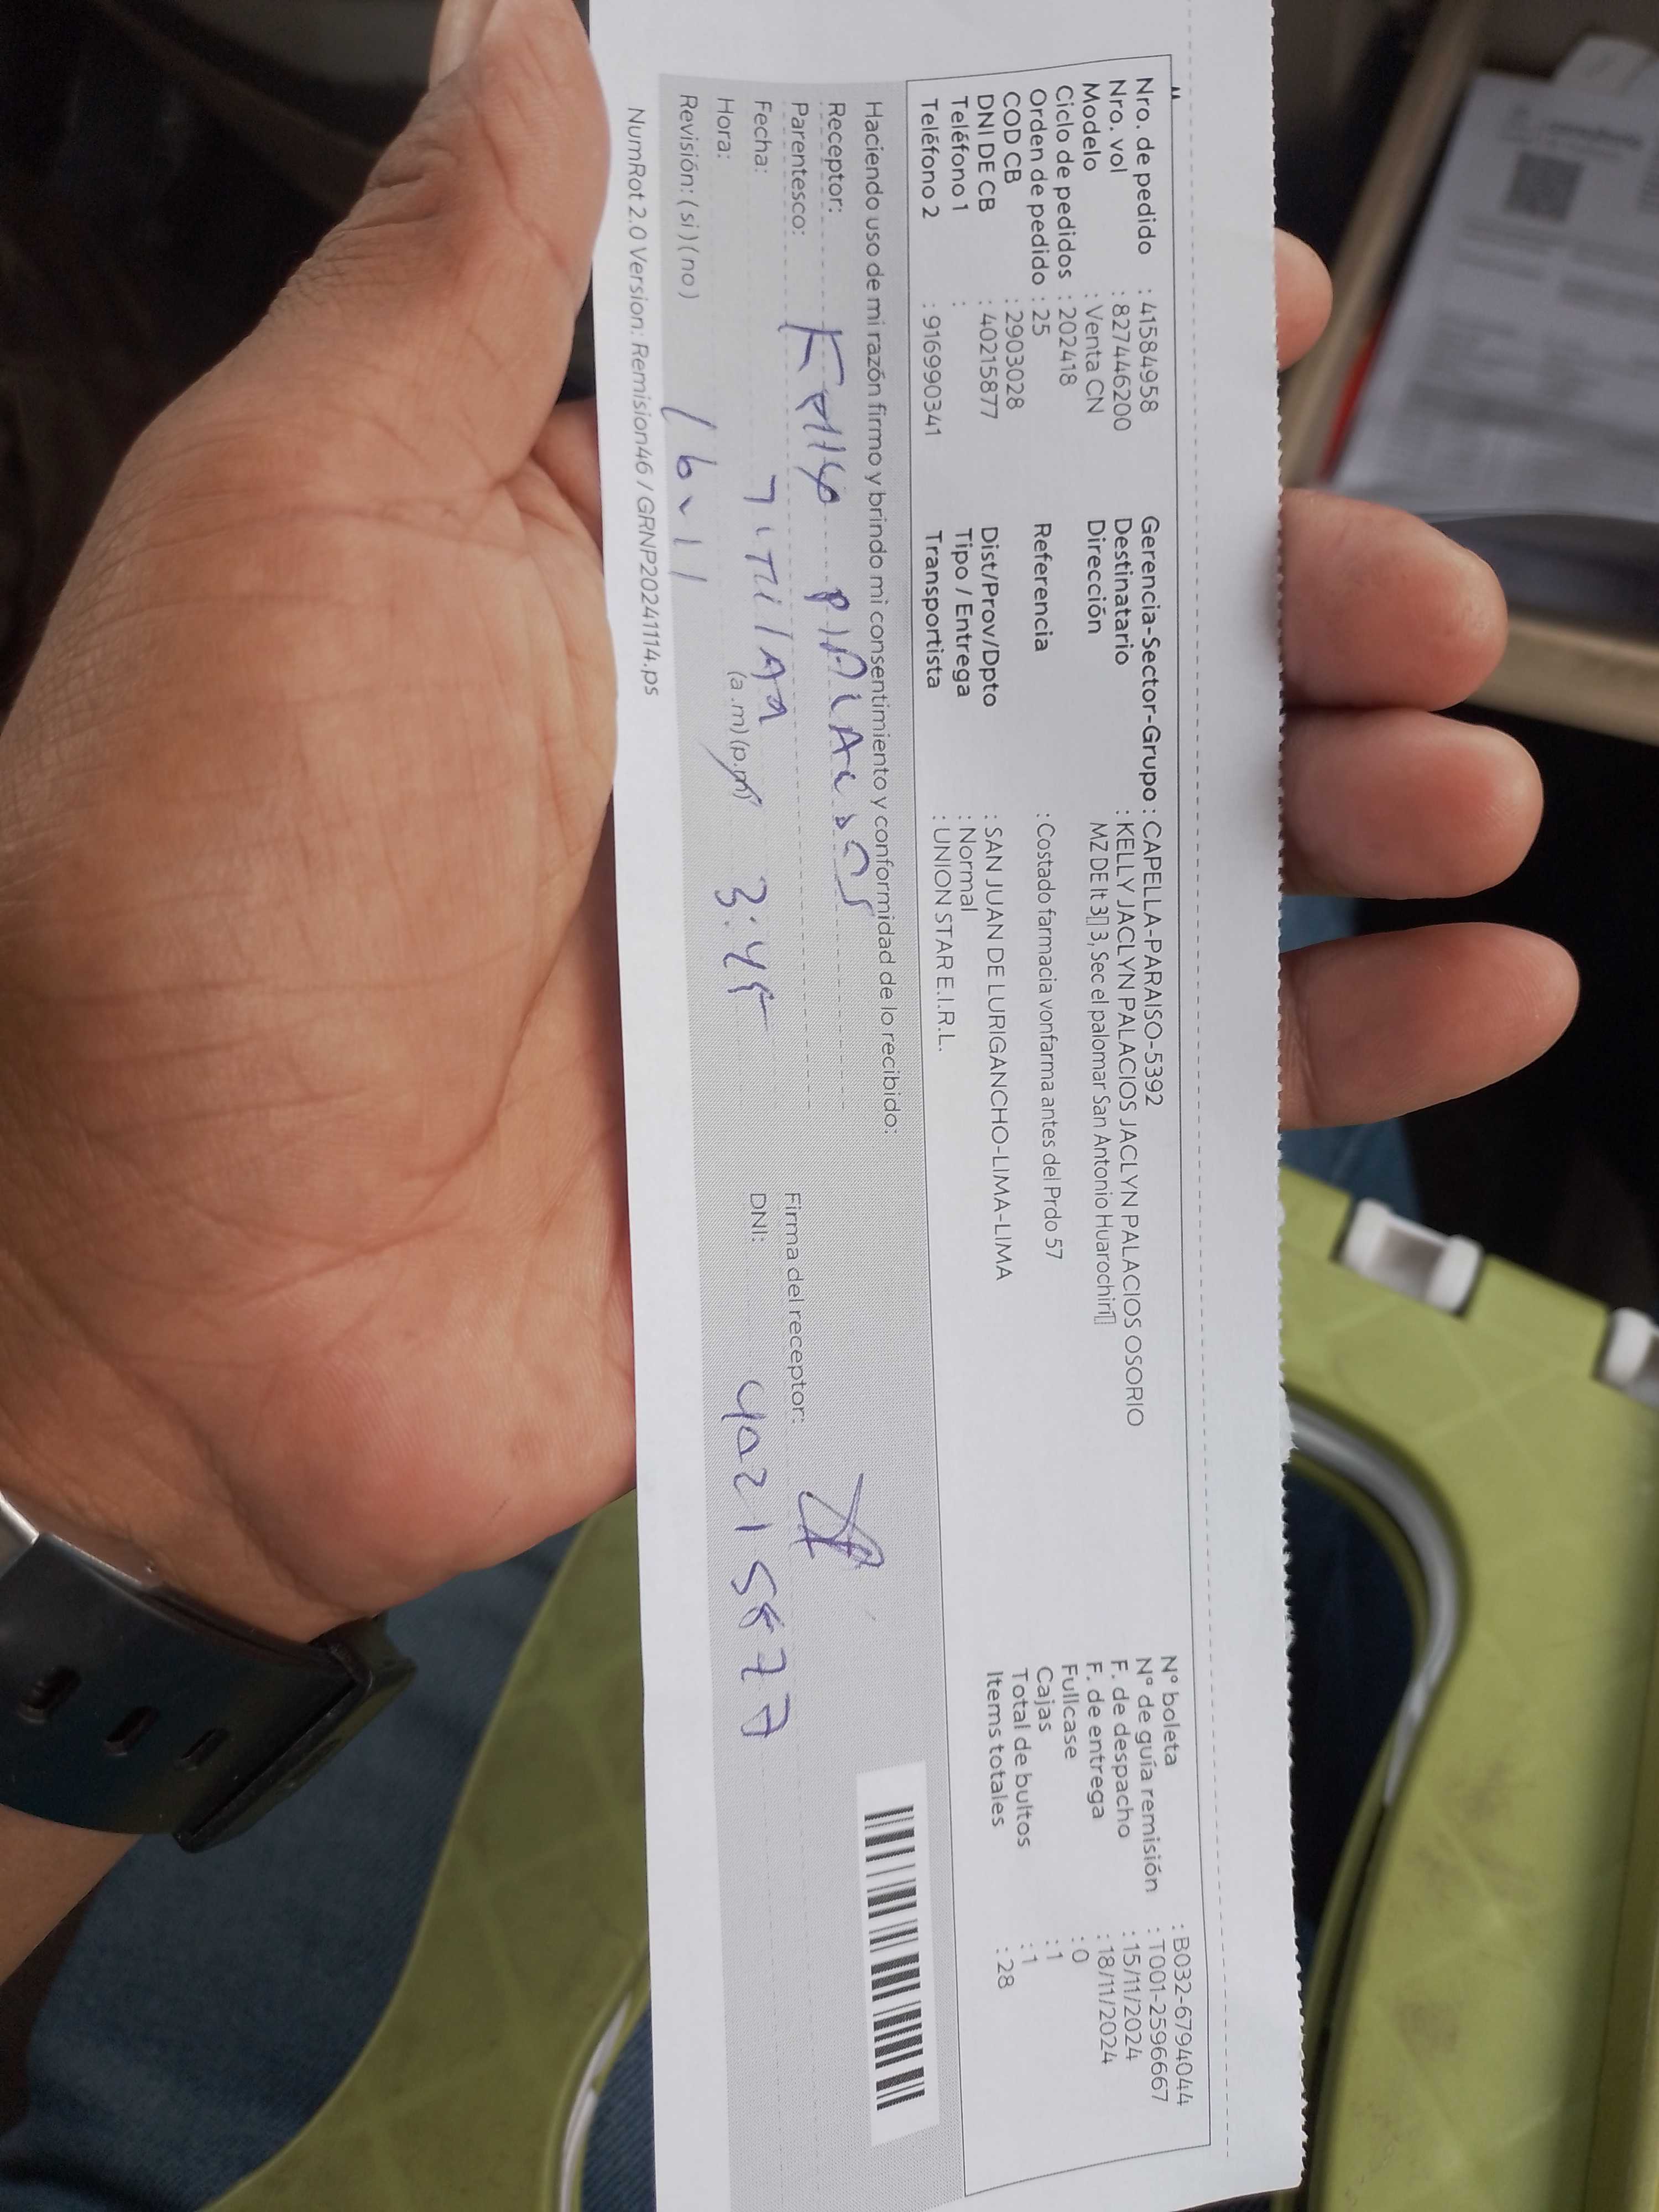 Nro. de pedido : 41584958
Nro. vol : 827446200
Modelo : Venta CN
Ciclo de pedidos : 202418
Orden de pedido : 25
COD CB : 2903028
DNI DE CB : 40215877
Teléfono 1 :
Teléfono 2 : 916990341
Gerencia-Sector-Grupo : CAPELLA-PARAISO-5392
Destinatario : KELLY JACLYN PALACIOS JACLYN PALACIOS OSORIO
Dirección MZ DE lt 3▯ 3, Sec el palomar San Antonio Huarochirí▯
Referencia : Costado farmacia vonfarma antes del Prdo 57
Dist/Prov/Dpto : SAN JUAN DE LURIGANCHO-LIMA-LIMA
Tipo / Entrega : Normal
Transportista : UNION STAR E.I.R.L.
N° boleta : B032-6794044
N° de guía remisión : T001-2596667
F. de despacho : 15/11/2024
F. de entrega : 18/11/2024
Fullcase : 0
Cajas : 1
Total de bultos : 1
Items totales : 28
Haciendo uso de mi razón firmo y brindo mi consentimiento y conformidad de lo recibido:
Receptor: Kelly Palacios
Parentesco: Titular
Fecha: 16-11
Hora: (a.m) (p.m) 3:45
Revisión: ( si ) ( no )
Firma del receptor:
DNI: 40215877
NumRot 2.0 Version: Remision46 / GRNP20241114.ps